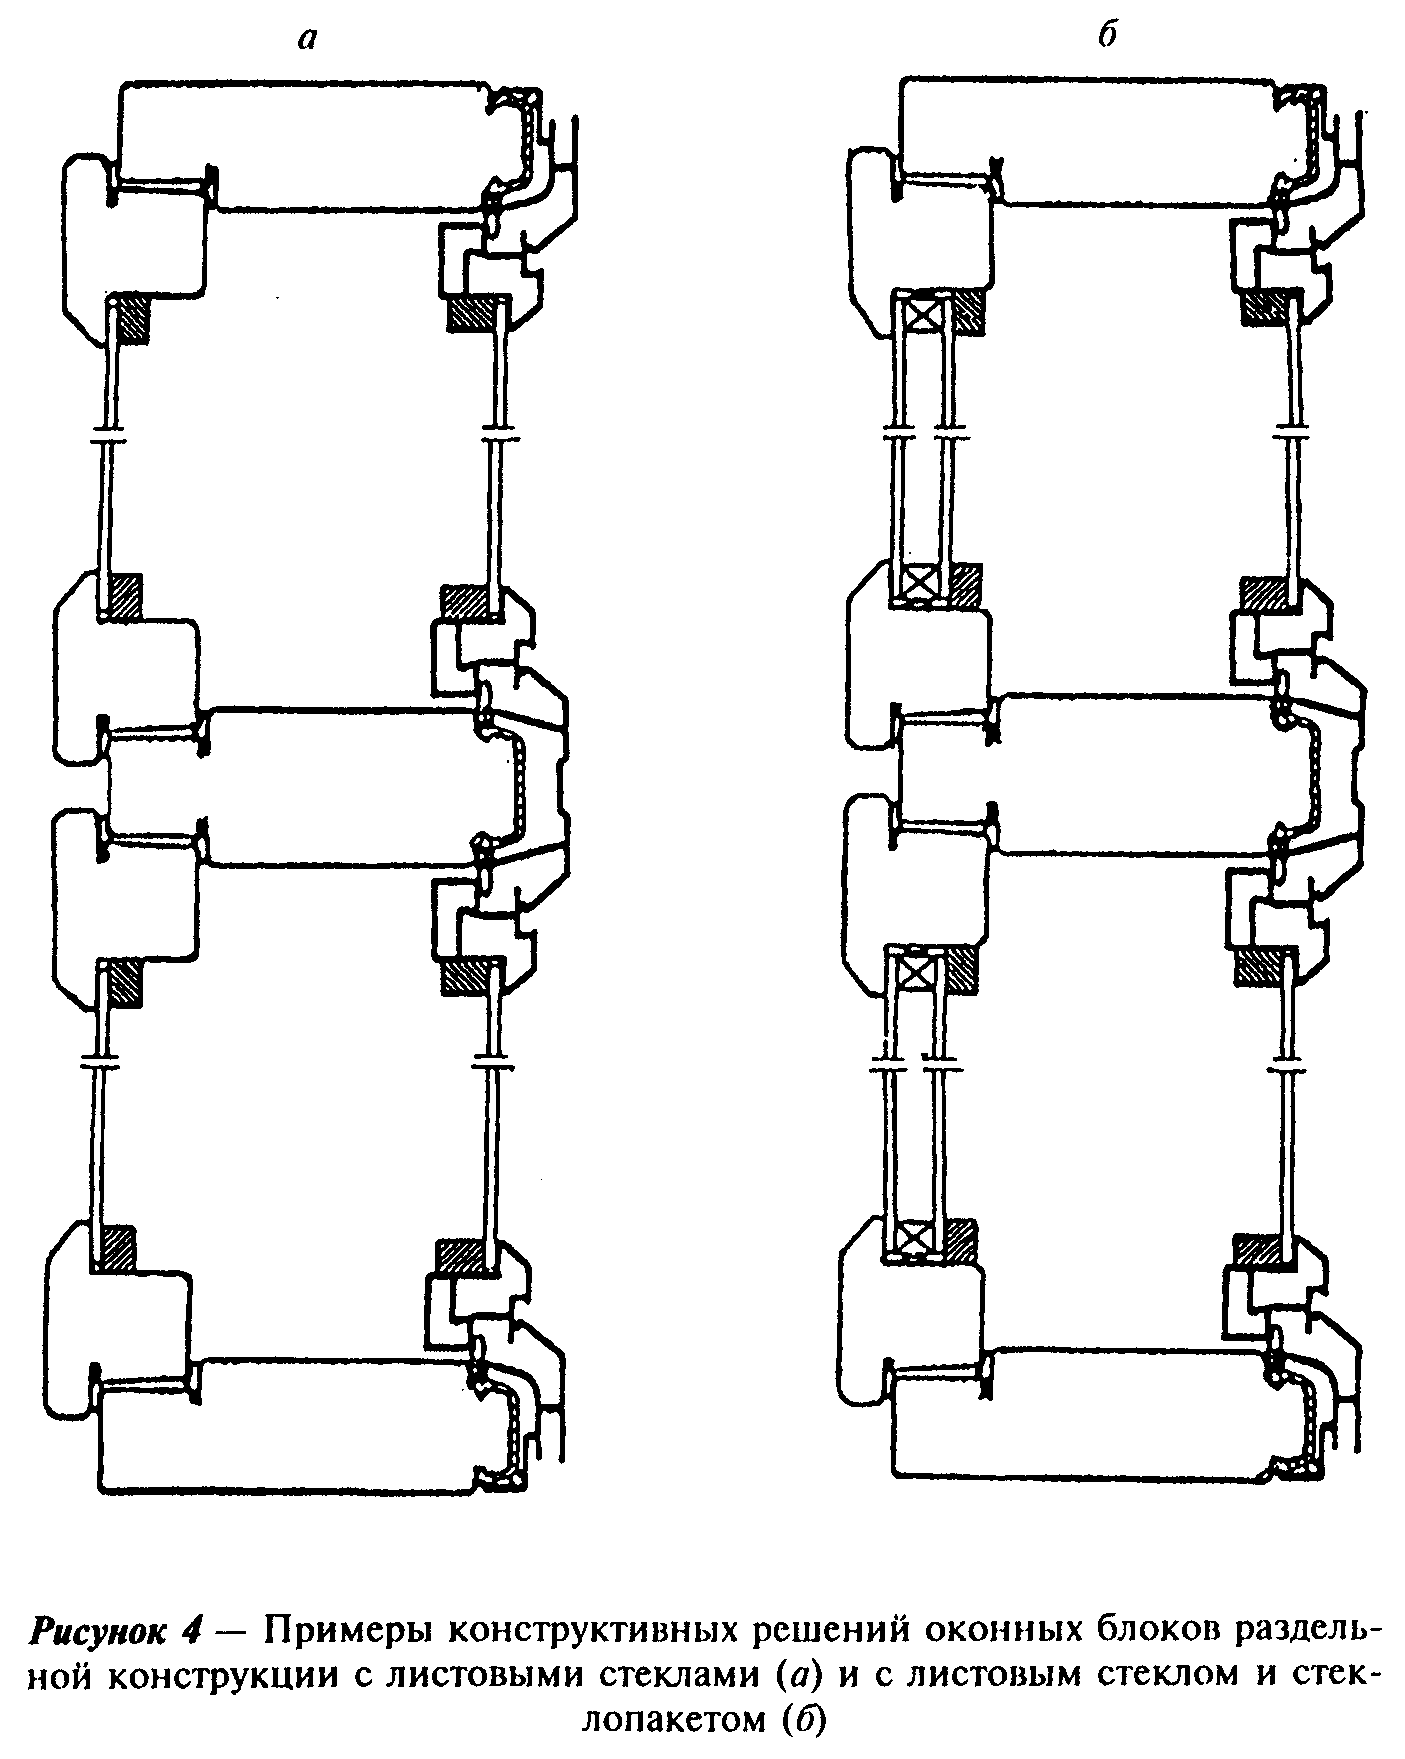 а
б
Рисунок 4 — Примеры конструктивных решений оконных блоков раздель-
ной конструкции с листовыми стеклами (а) и с листовым стеклом и стек-
лопакетом (б)